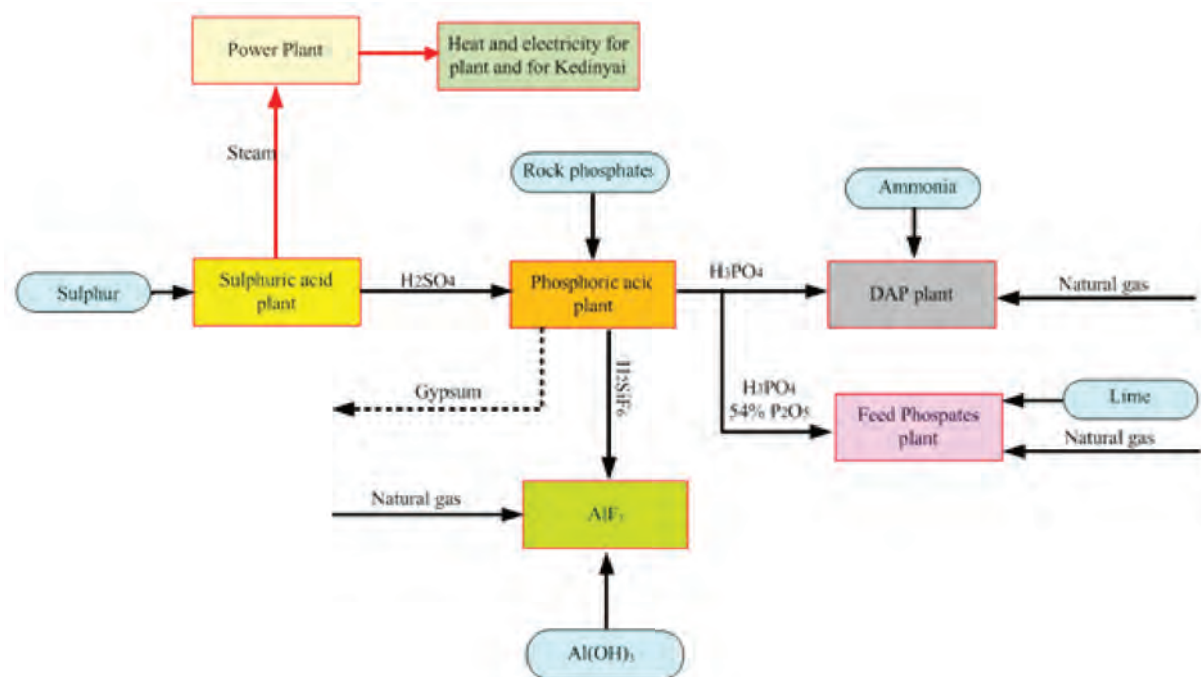 Power Plant
Heat and electricity for
plant and for Kedinyai
Steam
Rock phosphates
Ammonia
Sulphur
Sulphuric acid
plant
H2SO4
Phosphoric acid
plant
H3PO4
DAP plant
Natural gas
Gypsum
H2SiF6
H3PO4
54% P2O5
Feed Phospates
plant
Lime
Natural gas
Natural gas
AlF3
Al(OH)3